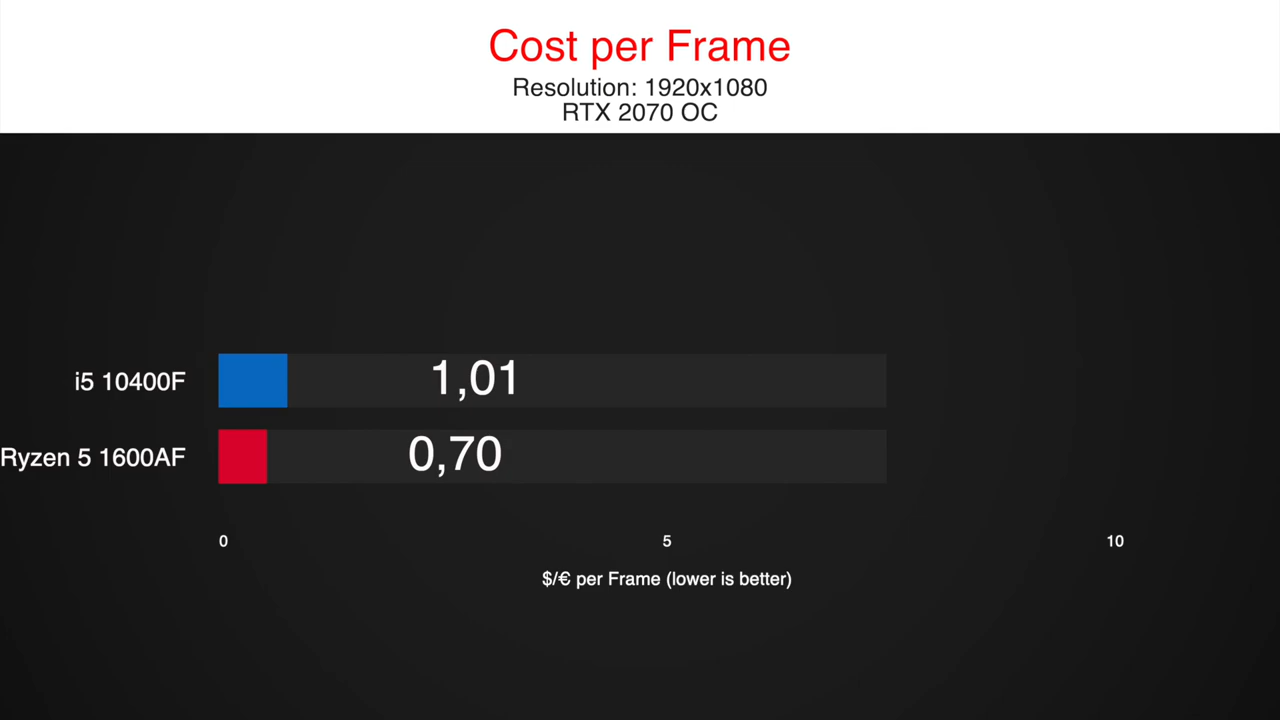 Cost per Frame
Resolution: 1920x1080
RTX 2070 OC
i5 10400F 1,01
Ryzen 5 1600AF 0,70
0 5 10
$/€ per Frame (lower is better)